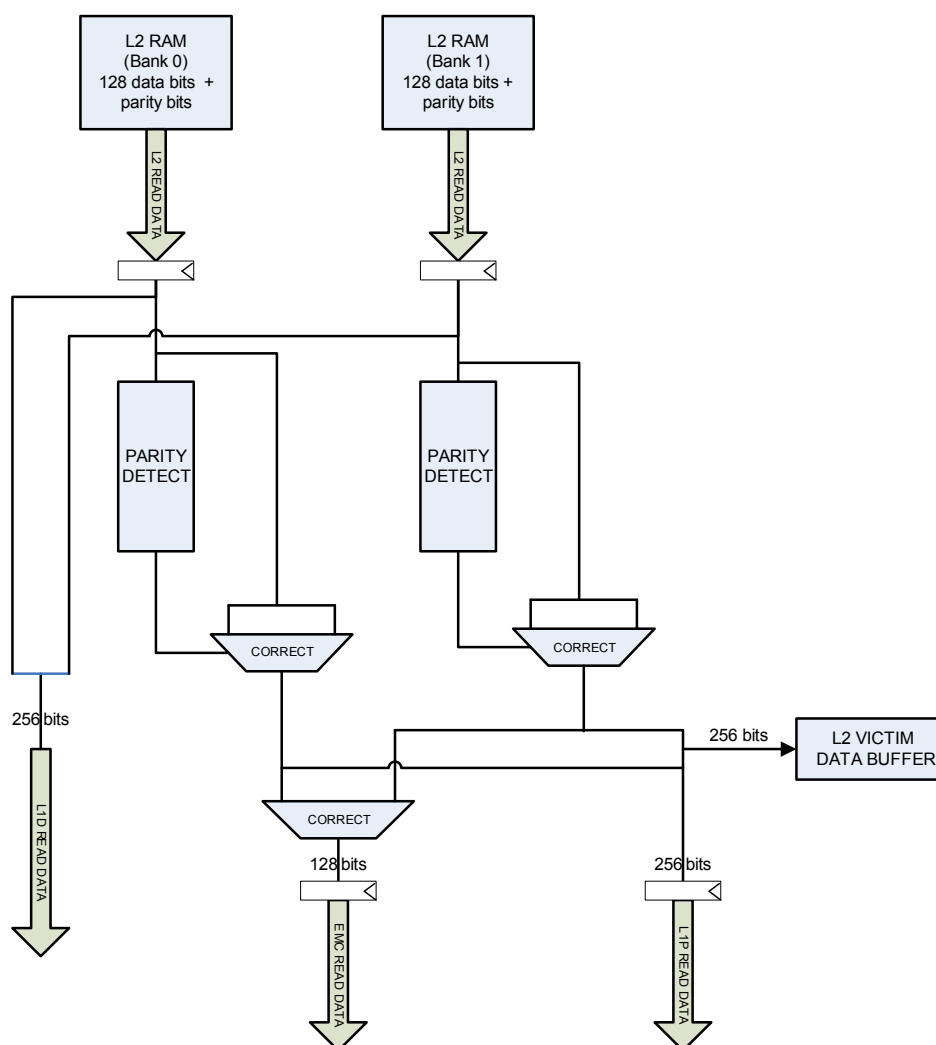 L2 RAM
(Bank 0)
128 data bits +
parity bits
L2 RAM
(Bank 1)
128 data bits +
parity bits
L2 READ DATA
L2 READ DATA
PARITY
DETECT
PARITY
DETECT
CORRECT
CORRECT
256 bits
256 bits
L2 VICTIM
DATA BUFFER
L1D READ DATA
CORRECT
128 bits
256 bits
EMC READ DATA
L1P READ DATA